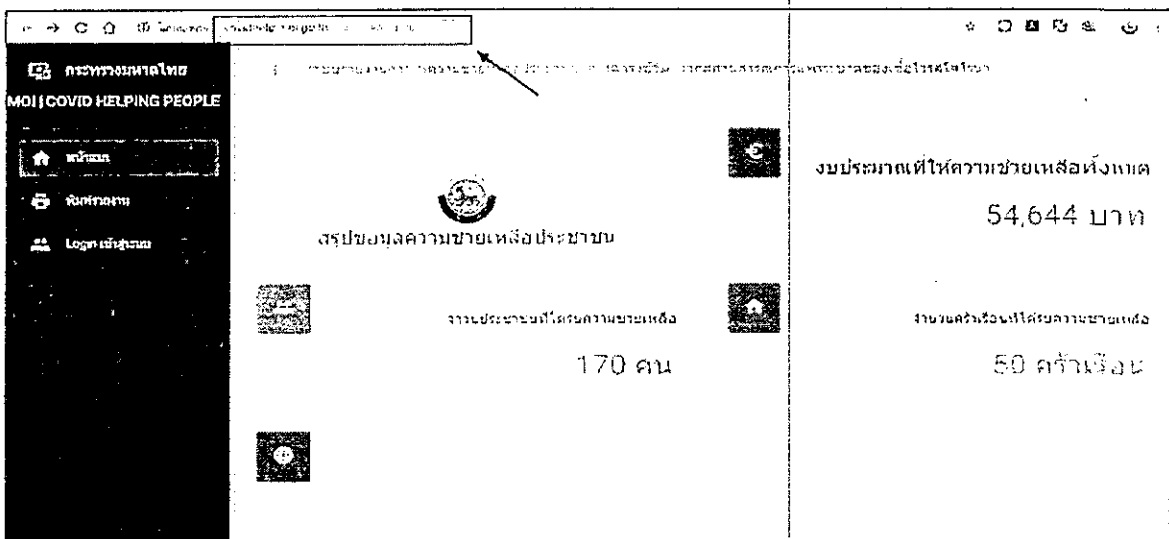 กระทรวงมหาดไทย
MOI | COVID HELPING PEOPLE
หน้าแรก
พิมพ์รายงาน
Login เข้าสู่ระบบ
สรุปข้อมูลความช่วยเหลือประชาชน
งบประมาณที่ให้ความช่วยเหลือทั้งหมด
54,644 บาท
จำนวนประชาชนที่ได้รับความช่วยเหลือ
170 คน
จำนวนครัวเรือนที่ได้รับความช่วยเหลือ
50 ครัวเรือน